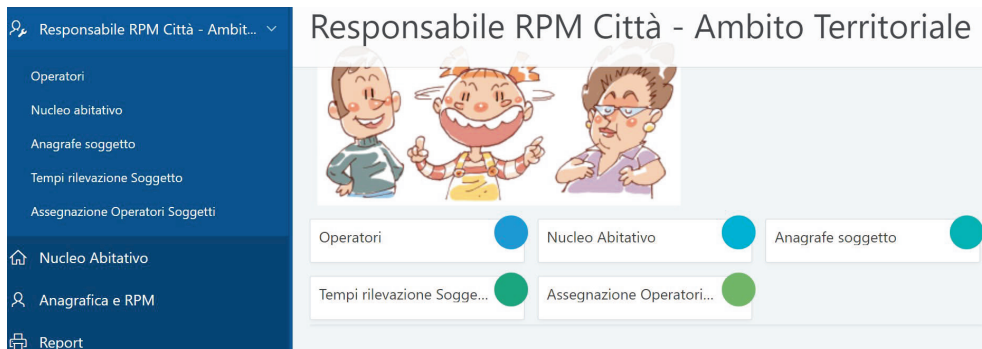 Responsabile RPM Città - Ambit...
Operatori
Nucleo abitativo
Anagrafe soggetto
Tempi rilevazione Soggetto
Assegnazione Operatori Soggetti
Nucleo Abitativo
Anagrafica e RPM
Report
Responsabile RPM Città - Ambito Territoriale
Operatori
Nucleo Abitativo
Anagrafe soggetto
Tempi rilevazione Sogge...
Assegnazione Operatori...